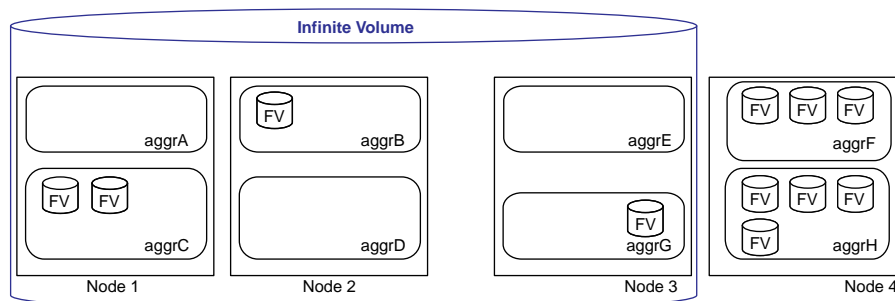 Infinite Volume
FV
aggrA
aggrB
aggrE
FV FV FV
aggrF
FV FV
aggrC
aggrD
FV
aggrG
FV FV FV
FV
aggrH
Node 1
Node 2
Node 3
Node 4